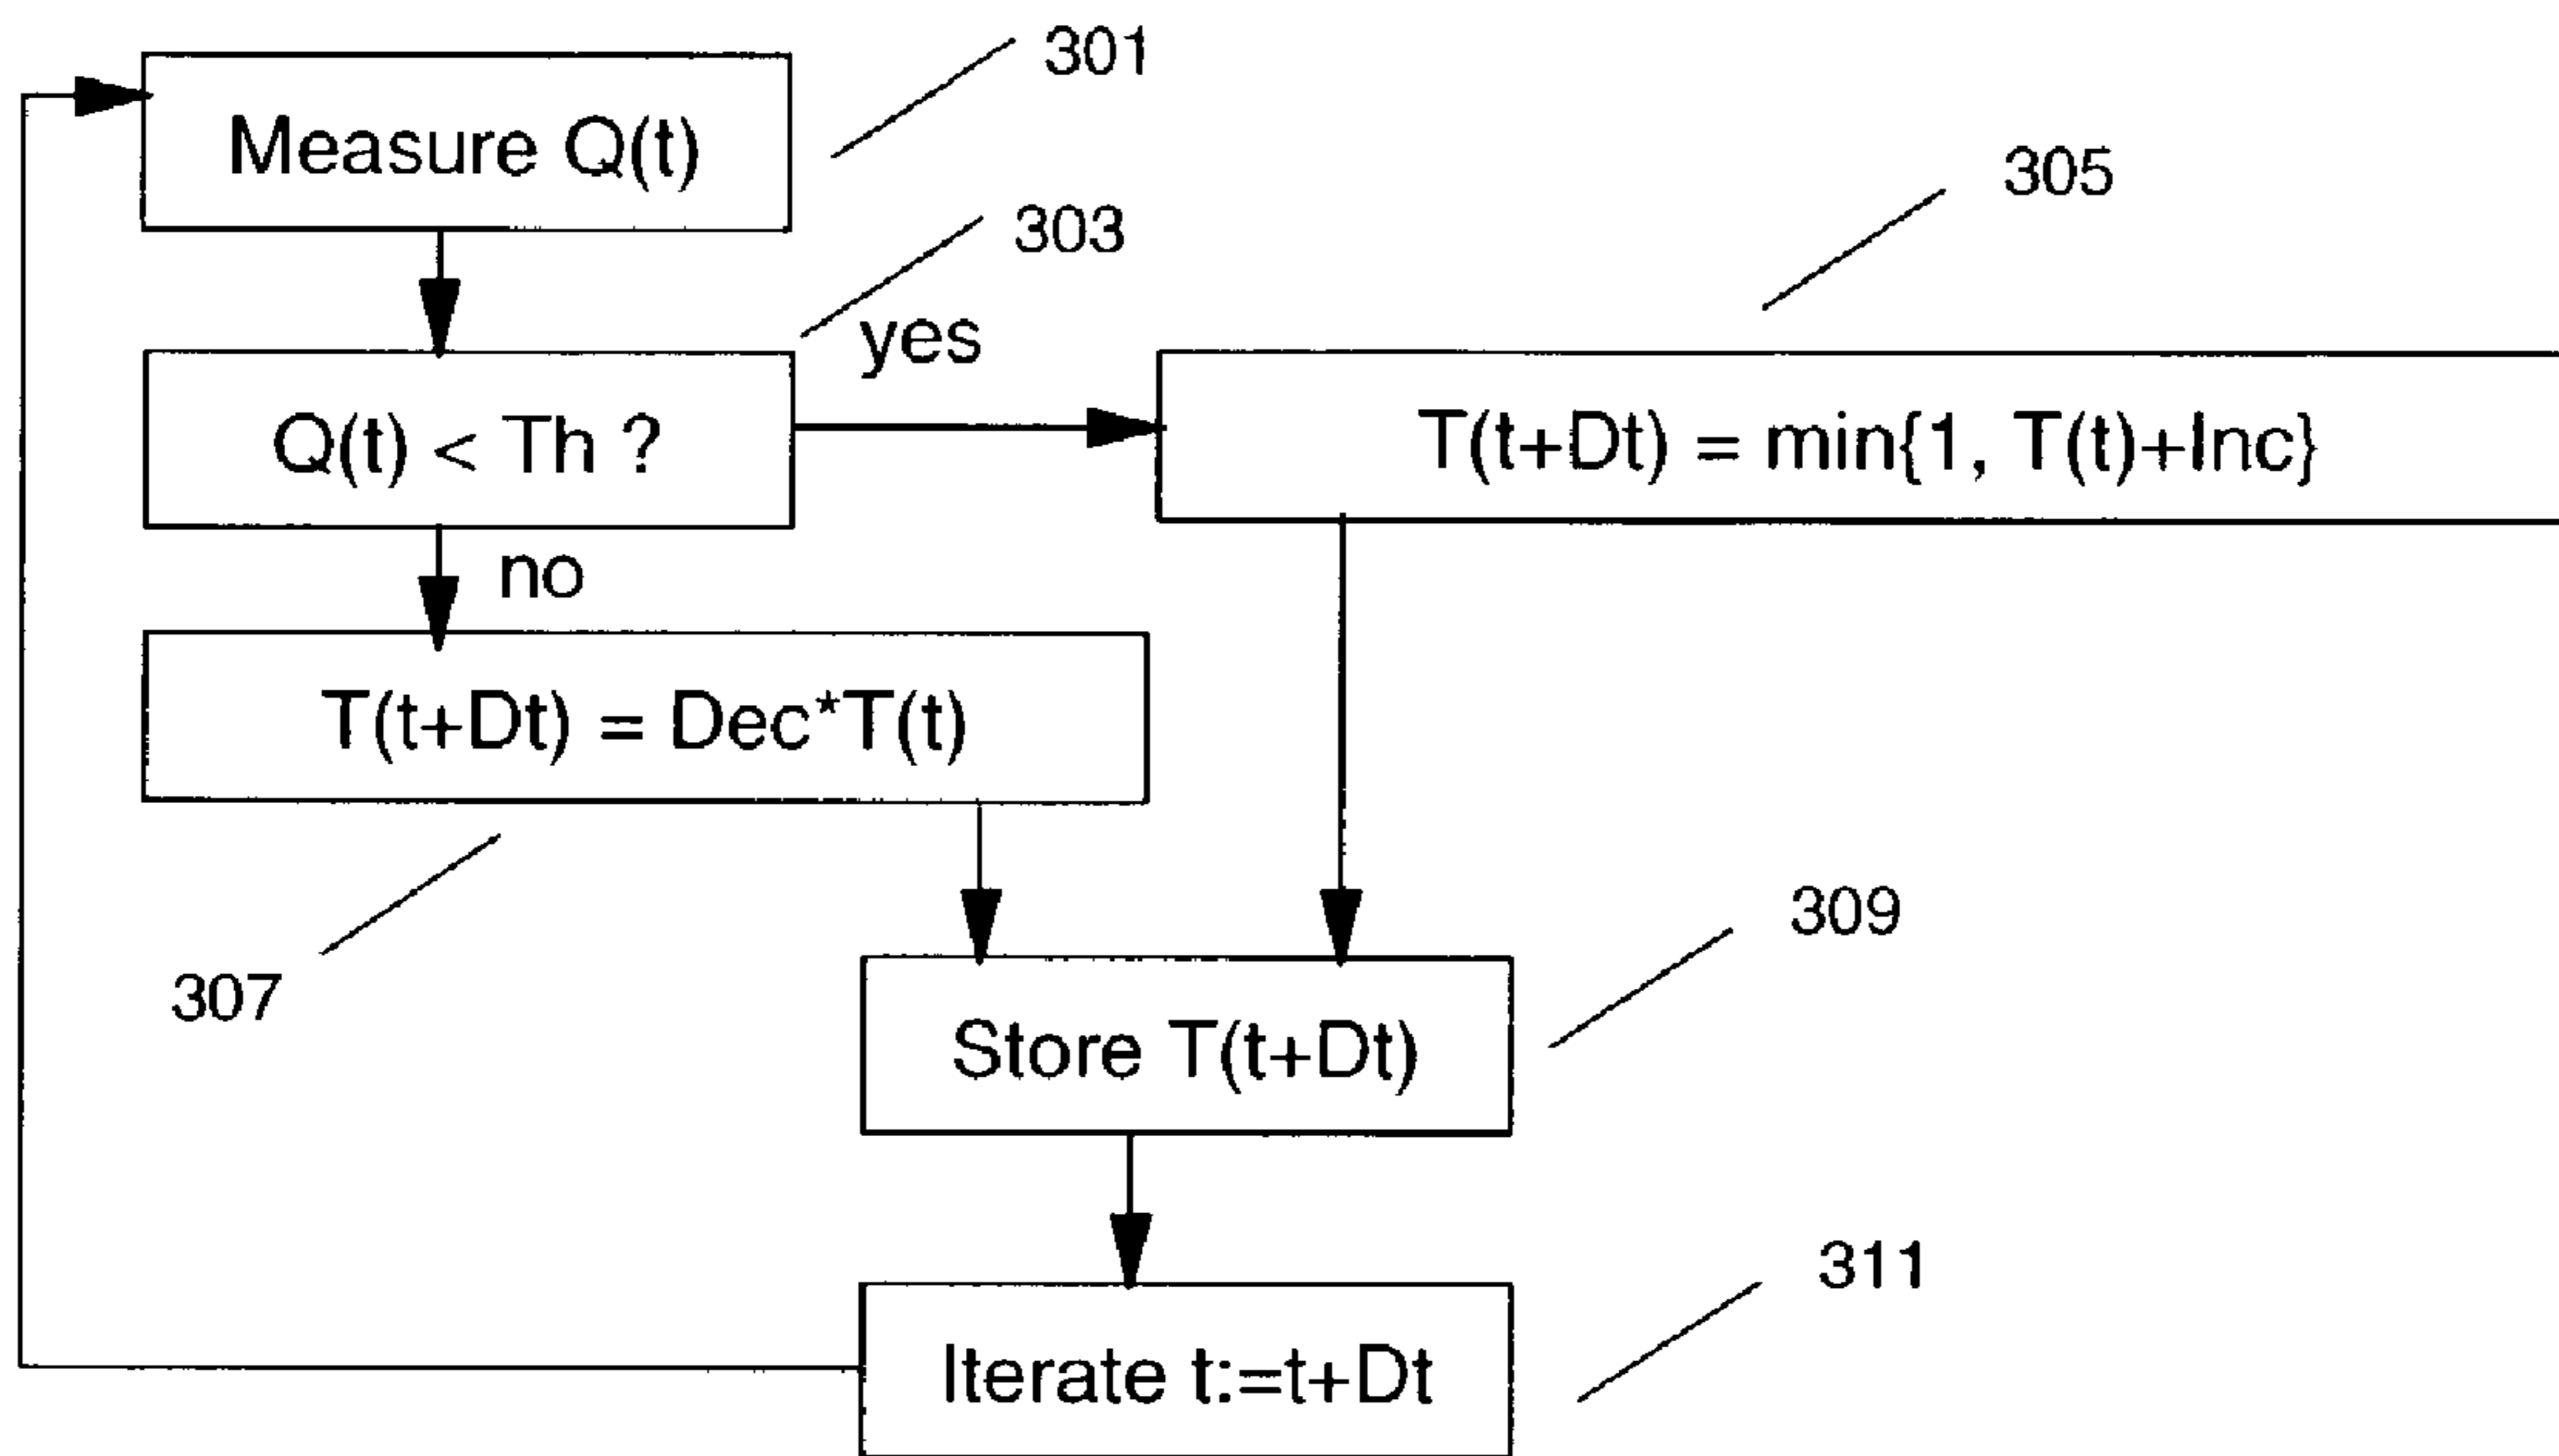 301
Measure Q(t)
305
303
yes
Q(t) < Th ?
T(t+Dt) = min{1, T(t)+Inc}
no
T(t+Dt) = Dec*T(t)
309
307
Store T(t+Dt)
311
Iterate t:=t+Dt